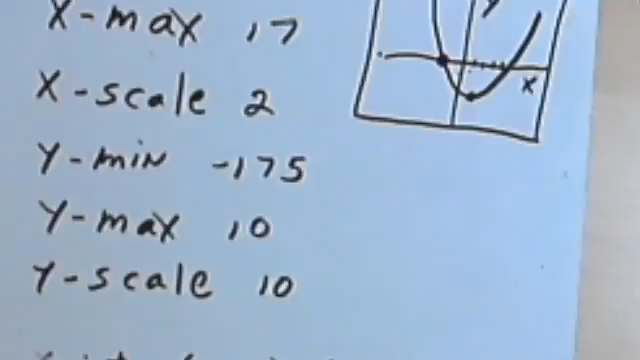 X-max 17
X-scale 2
Y-min -175
Y-max 10
Y-scale 10
y
x